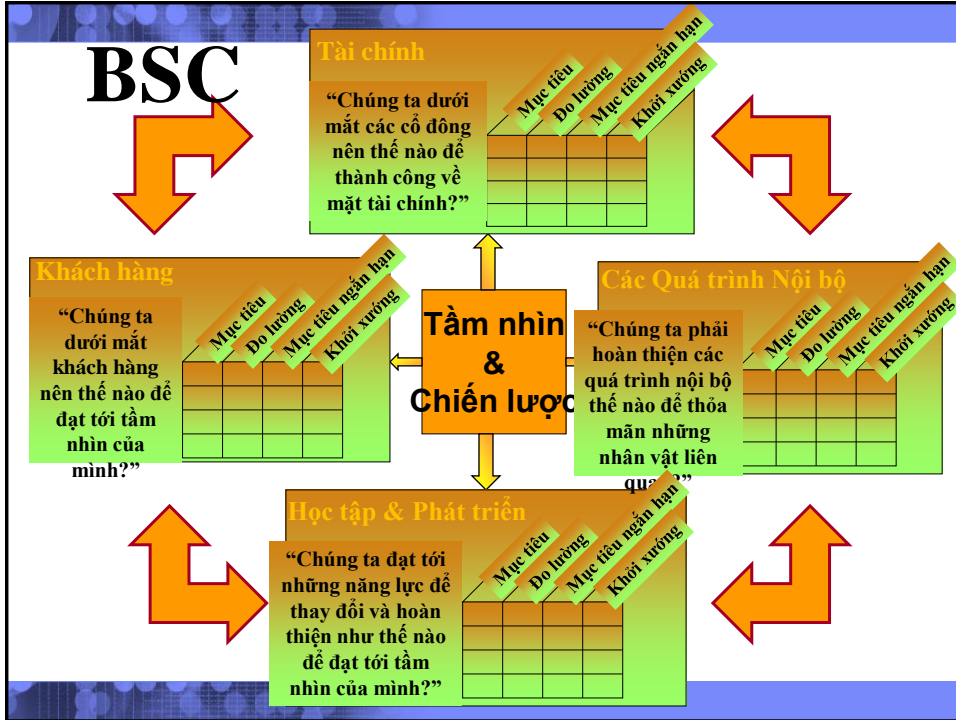 BSC
Tài chính
“Chúng ta dưới
mắt các cổ đông
nên thế nào để
thành công về
mặt tài chính?”
Mục tiêu
Đo lường
Mục tiêu ngắn hạn
Khởi xướng
Khách hàng
“Chúng ta
dưới mắt
khách hàng
nên thế nào để
đạt tới tầm
nhìn của
mình?”
Mục tiêu
Đo lường
Mục tiêu ngắn hạn
Khởi xướng
Tầm nhìn
&
Chiến lược
Các Quá trình Nội bộ
“Chúng ta phải
hoàn thiện các
quá trình nội bộ
thế nào để thỏa
mãn những
nhân vật liên
Mục tiêu
Đo lường
Mục tiêu ngắn hạn
Khởi xướng
Học tập & Phát triển
“Chúng ta đạt tới
những năng lực để
thay đổi và hoàn
thiện như thế nào
để đạt tới tầm
nhìn của mình?”
Mục tiêu
Đo lường
Mục tiêu ngắn hạn
Khởi xướng